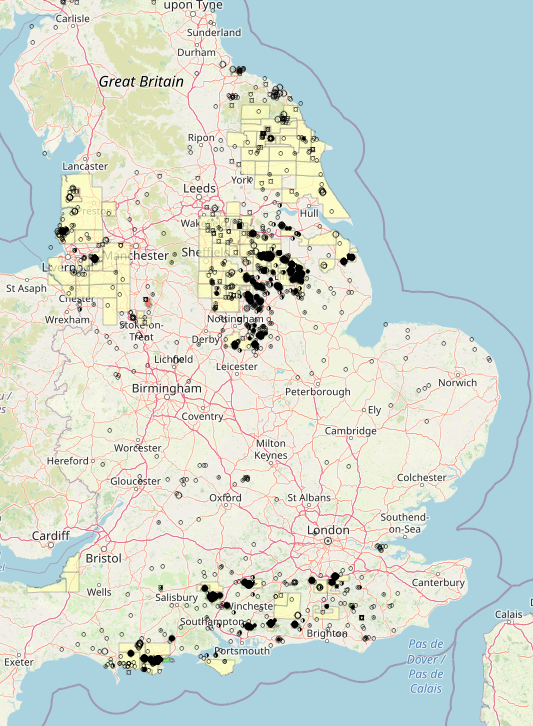 upon Tyne
Carlisle
Sunderland
Durham
Great Britain
Ripon
Lancaster
York
Leeds
Hull
Manchester
St Asaph
Chester
Wrexham
Stoke-on-
Trent
Nottingham
Derby
Lichfield
Leicester
Norwich
Peterborough
Birmingham
Ely
Coventry
Cambridge
Worcester
Milton
Keynes
Hereford
Gloucester
Colchester
Oxford
St Albans
Southend-
on-Sea
Cardiff
London
Bristol
Canterbury
Wells
Salisbury
Winchester
Calais
Southampton
Brighton
Portsmouth
Pas de
Dover /
Pas de
Calais
Exeter